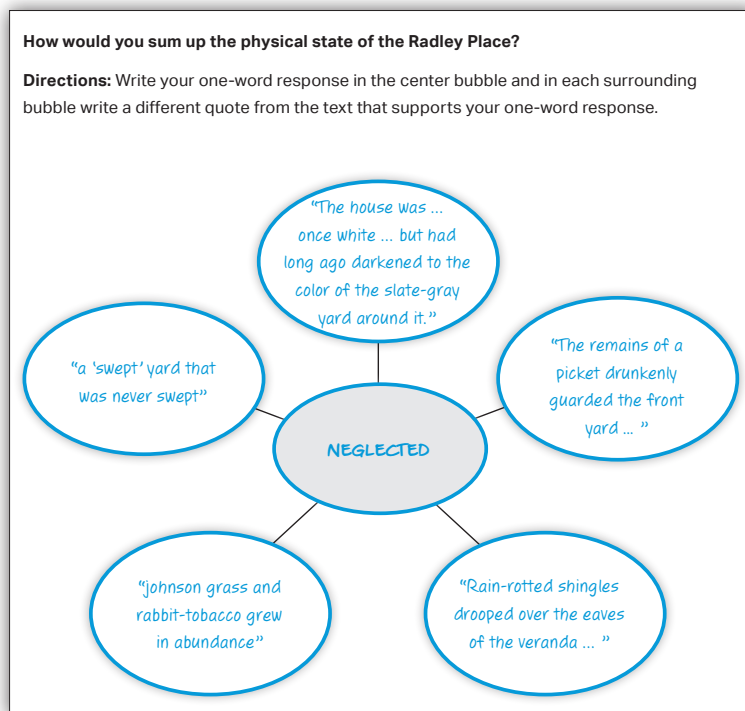 How would you sum up the physical state of the Radley Place?
Directions: Write your one-word response in the center bubble and in each surrounding
bubble write a different quote from the text that supports your one-word response.
“The house was ...
once white ... but had
long ago darkened to the
color of the slate-gray
yard around it.”
“a ‘swept’ yard that
was never swept”
“The remains of a
picket drunkenly
guarded the front
yard ... ”
NEGLECTED
“johnson grass and
rabbit-tobacco grew
in abundance”
“Rain-rotted shingles
drooped over the eaves
of the veranda ... ”